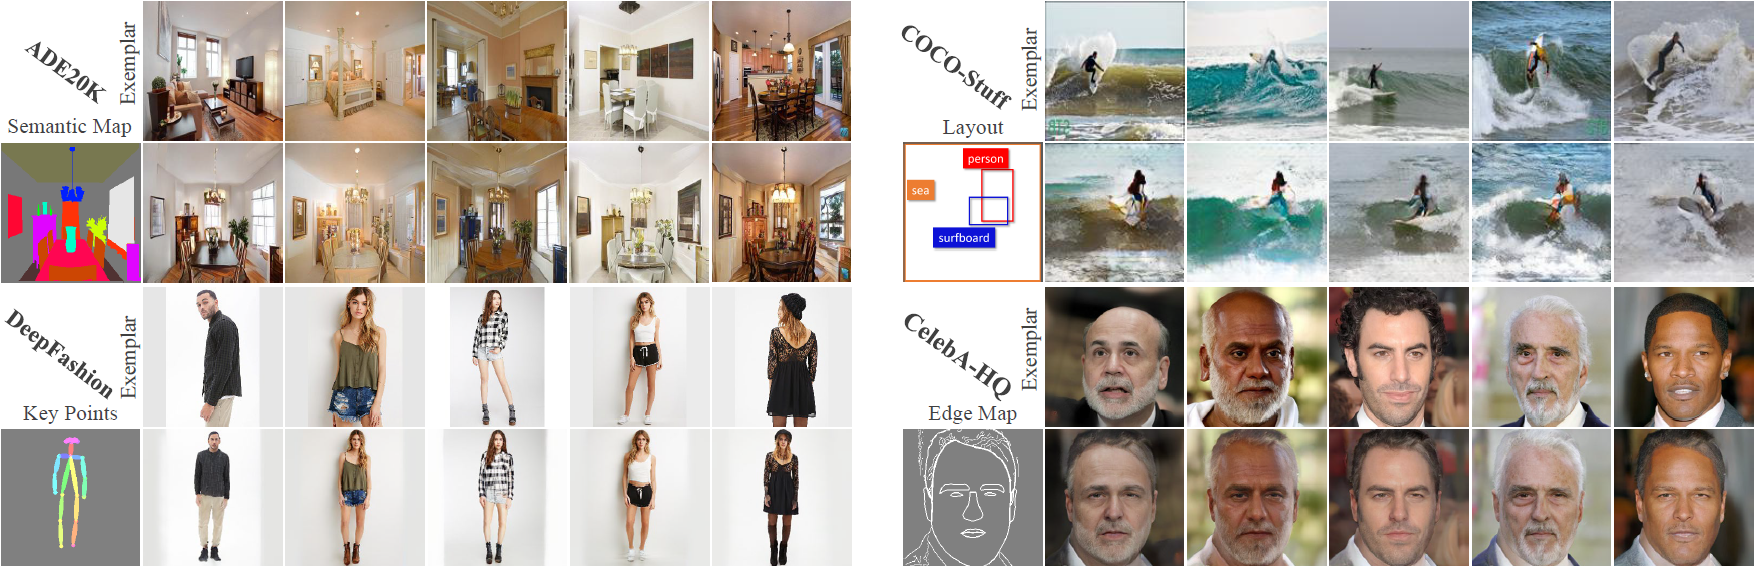 ADE20K
Exemplar
Semantic Map
COCO-Stuff
Exemplar
Layout
person
sea
surfboard
DeepFashion
Exemplar
Key Points
CelebA-HQ
Exemplar
Edge Map